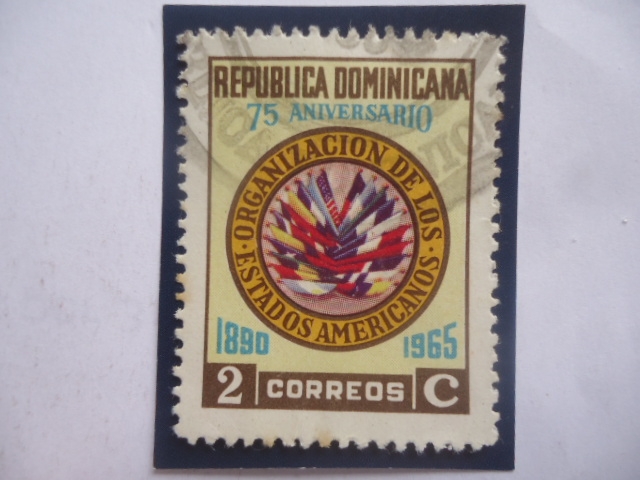 REPUBLICA DOMINICANA
75 ANIVERSARIO
ORGANIZACION DE LOS
ESTADOS AMERICANOS
1890 1965
2 CORREOS C